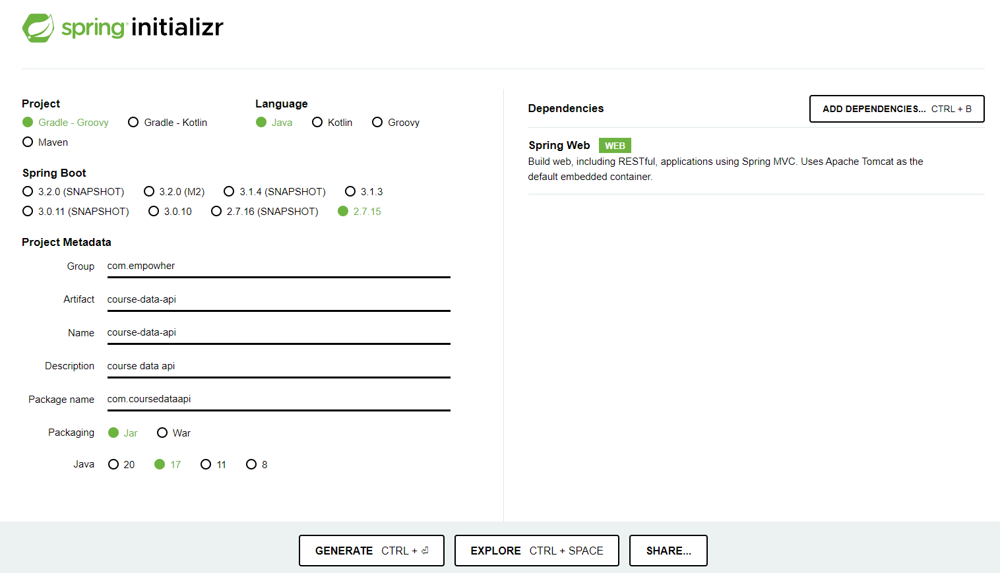 spring initializr
Project
Gradle - Groovy Gradle - Kotlin
Maven
Language
Java Kotlin Groovy
Spring Boot
3.2.0 (SNAPSHOT) 3.2.0 (M2) 3.1.4 (SNAPSHOT) 3.1.3
3.0.11 (SNAPSHOT) 3.0.10 2.7.16 (SNAPSHOT) 2.7.15
Project Metadata
Group com.empowher
Artifact course-data-api
Name course-data-api
Description course data api
Package name com.coursedataapi
Packaging Jar War
Java 20 17 11 8
Dependencies ADD DEPENDENCIES... CTRL + B
Spring Web WEB
Build web, including RESTful, applications using Spring MVC. Uses Apache Tomcat as the
default embedded container.
GENERATE CTRL + ⏎ EXPLORE CTRL + SPACE SHARE...